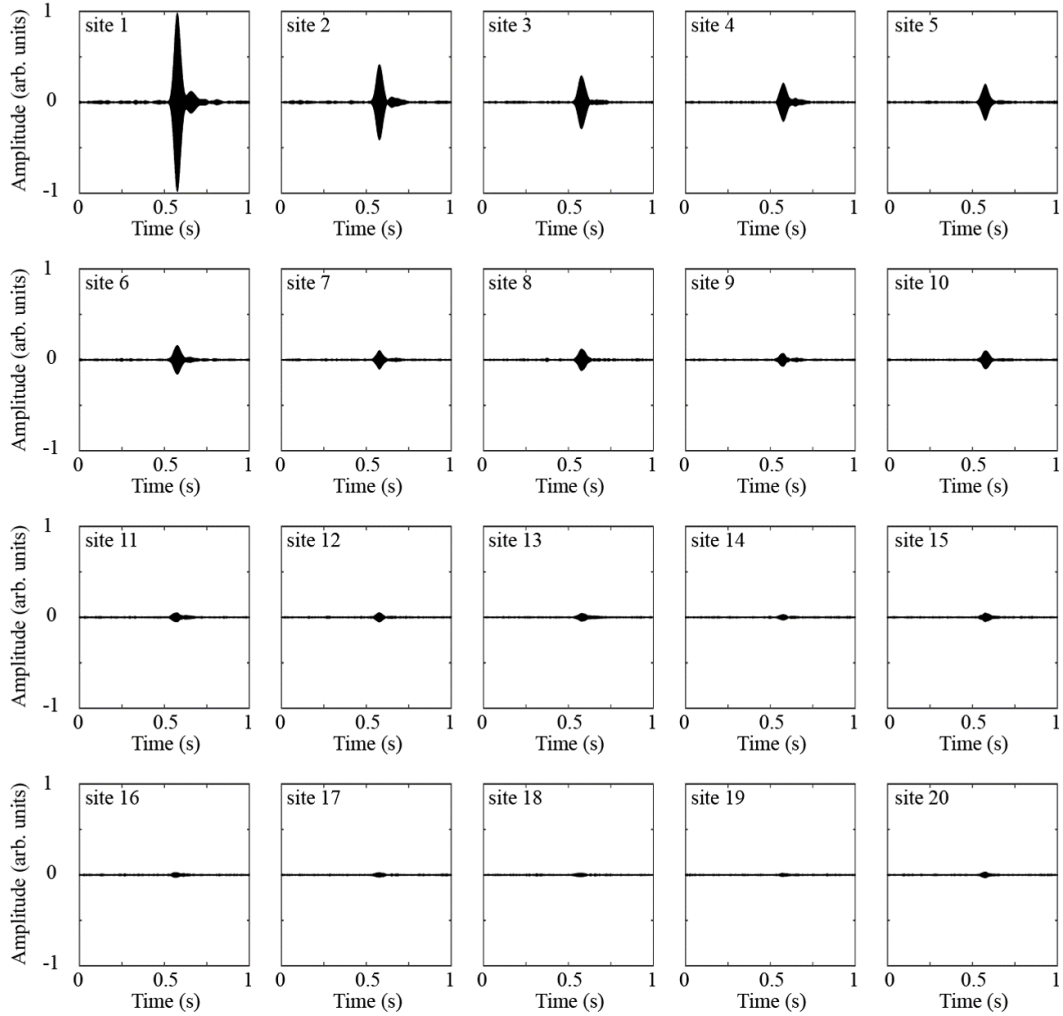 1 site 1 site 2 site 3 site 4 site 5
Amplitude (arb. units)
0
-1
0 0.5 1 0 0.5 1 0 0.5 1 0 0.5 1 0 0.5 1
Time (s) Time (s) Time (s) Time (s) Time (s)
1 site 6 site 7 site 8 site 9 site 10
Amplitude (arb. units)
0
-1
0 0.5 1 0 0.5 1 0 0.5 1 0 0.5 1 0 0.5 1
Time (s) Time (s) Time (s) Time (s) Time (s)
1 site 11 site 12 site 13 site 14 site 15
Amplitude (arb. units)
0
-1
0 0.5 1 0 0.5 1 0 0.5 1 0 0.5 1 0 0.5 1
Time (s) Time (s) Time (s) Time (s) Time (s)
1 site 16 site 17 site 18 site 19 site 20
Amplitude (arb. units)
0
-1
0 0.5 1 0 0.5 1 0 0.5 1 0 0.5 1 0 0.5 1
Time (s) Time (s) Time (s) Time (s) Time (s)